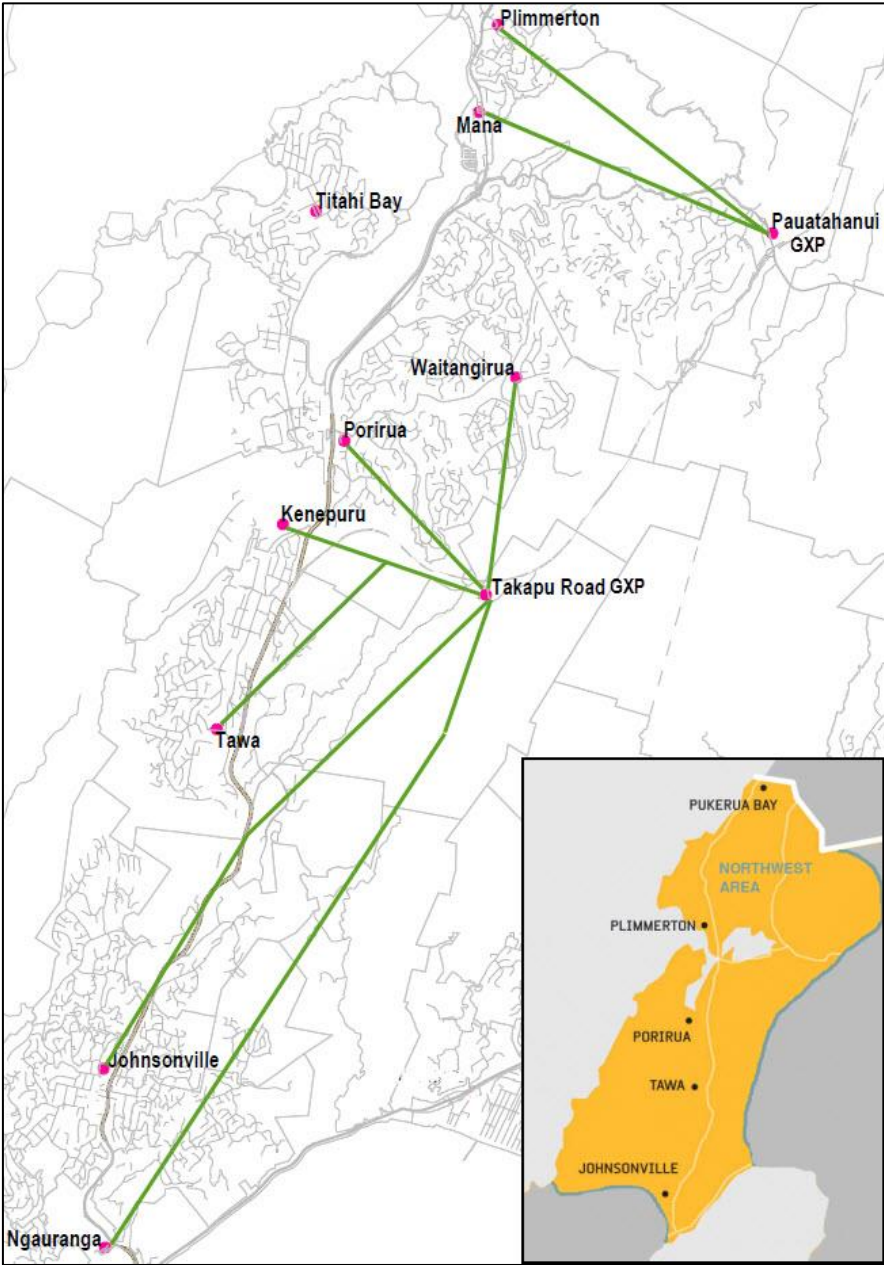 Plimmerton
Mana
Titahi Bay
Pauatahanui
GXP
Waitangirua
Porirua
Kenepuru
Takapu Road GXP
Tawa
Johnsonville
Ngauranga
PUKERUA BAY
NORTHWEST
AREA
PLIMMERTON
PORIRUA
TAWA
JOHNSONVILLE